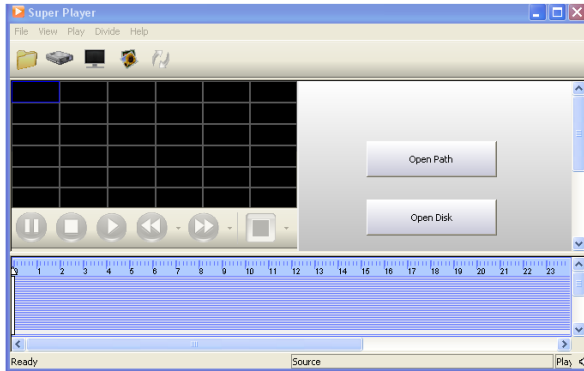 Super Player
File View Play Divide Help
Open Path
Open Disk
0 1 2 3 4 5 6 7 8 9 10 11 12 13 14 15 16 17 18 19 20 21 22 23
Ready Source Play